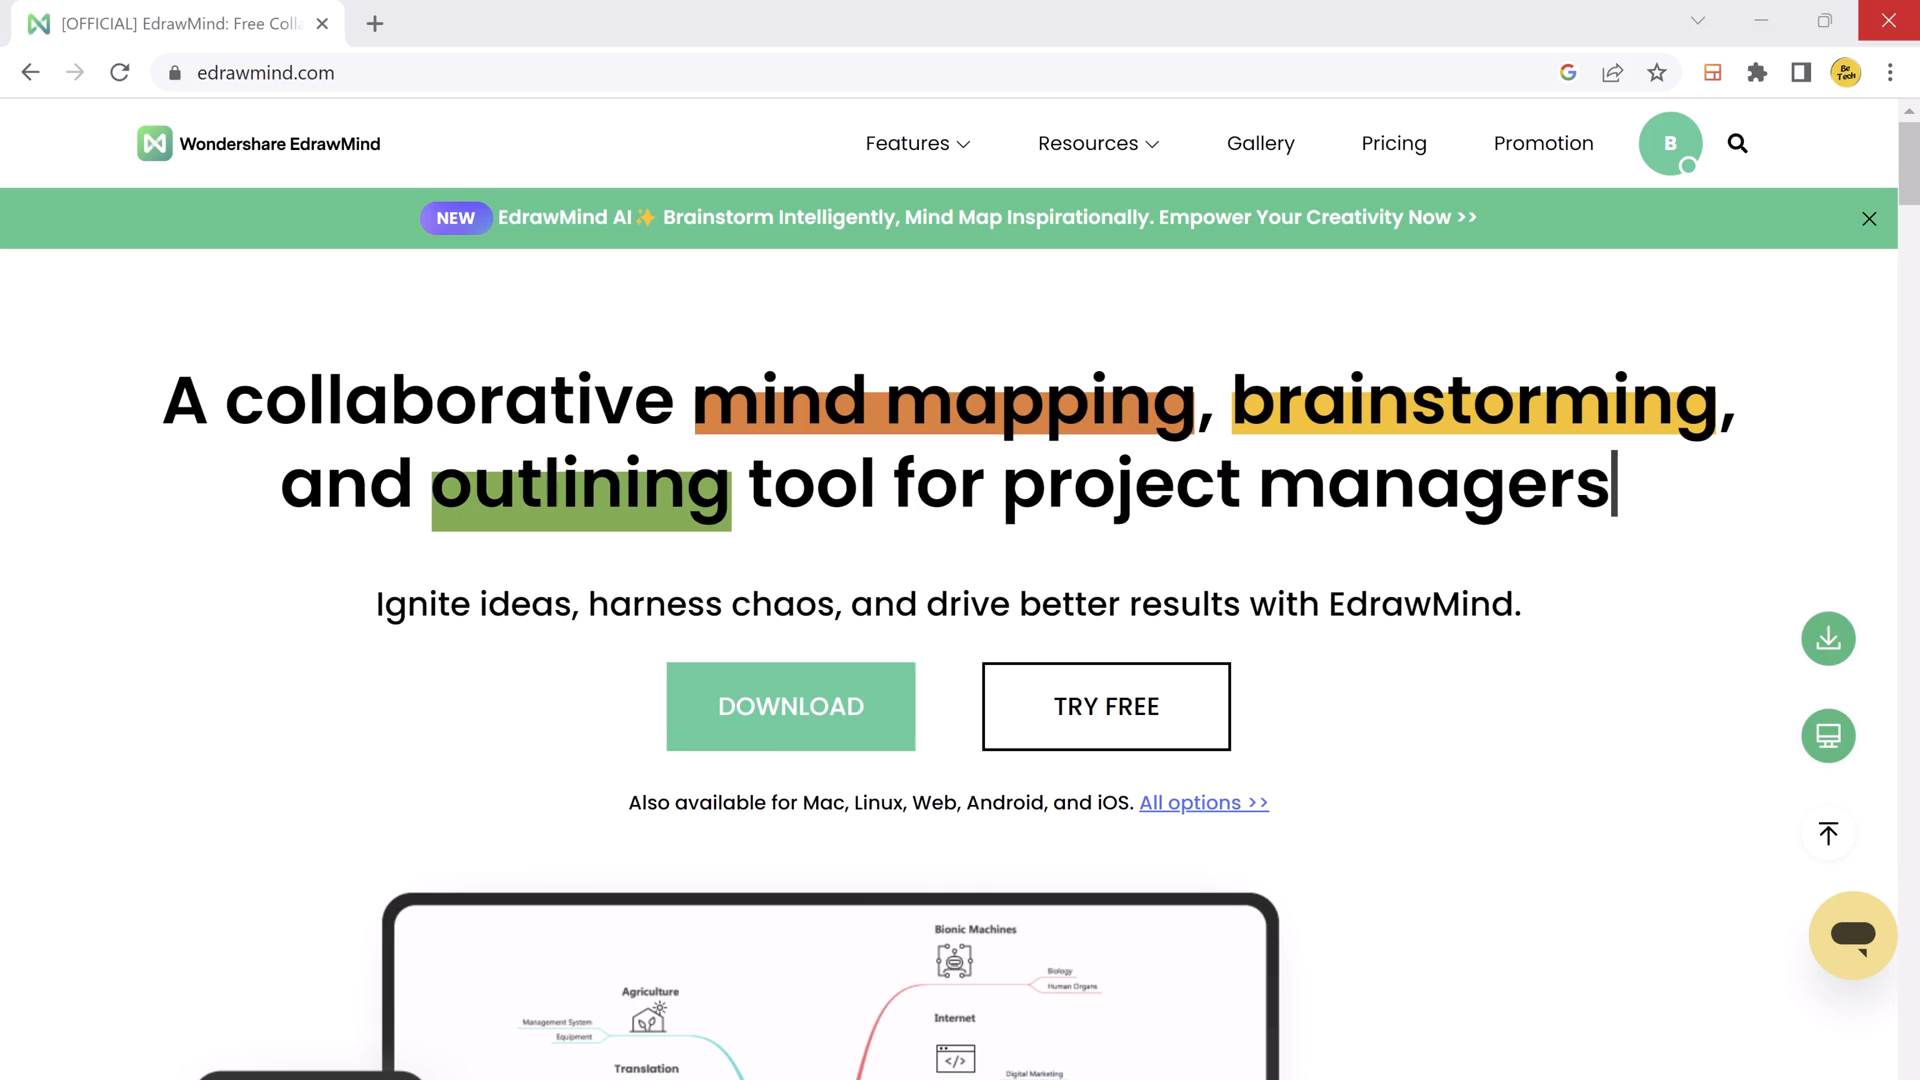 [OFFICIAL] EdrawMind: Free Colla
edrawmind.com
Be
Tech
Wondershare EdrawMind
Features
Resources
Gallery
Pricing
Promotion
B
NEW EdrawMind AI✨ Brainstorm Intelligently, Mind Map Inspirationally. Empower Your Creativity Now >>
A collaborative mind mapping, brainstorming,
and outlining tool for project managers
Ignite ideas, harness chaos, and drive better results with EdrawMind.
DOWNLOAD
TRY FREE
Also available for Mac, Linux, Web, Android, and iOS. All options >>
Bionic Machines
Biology
Human Organs
Agriculture
Management System
Equipment
Internet
</>
Translation
Digital Marketing